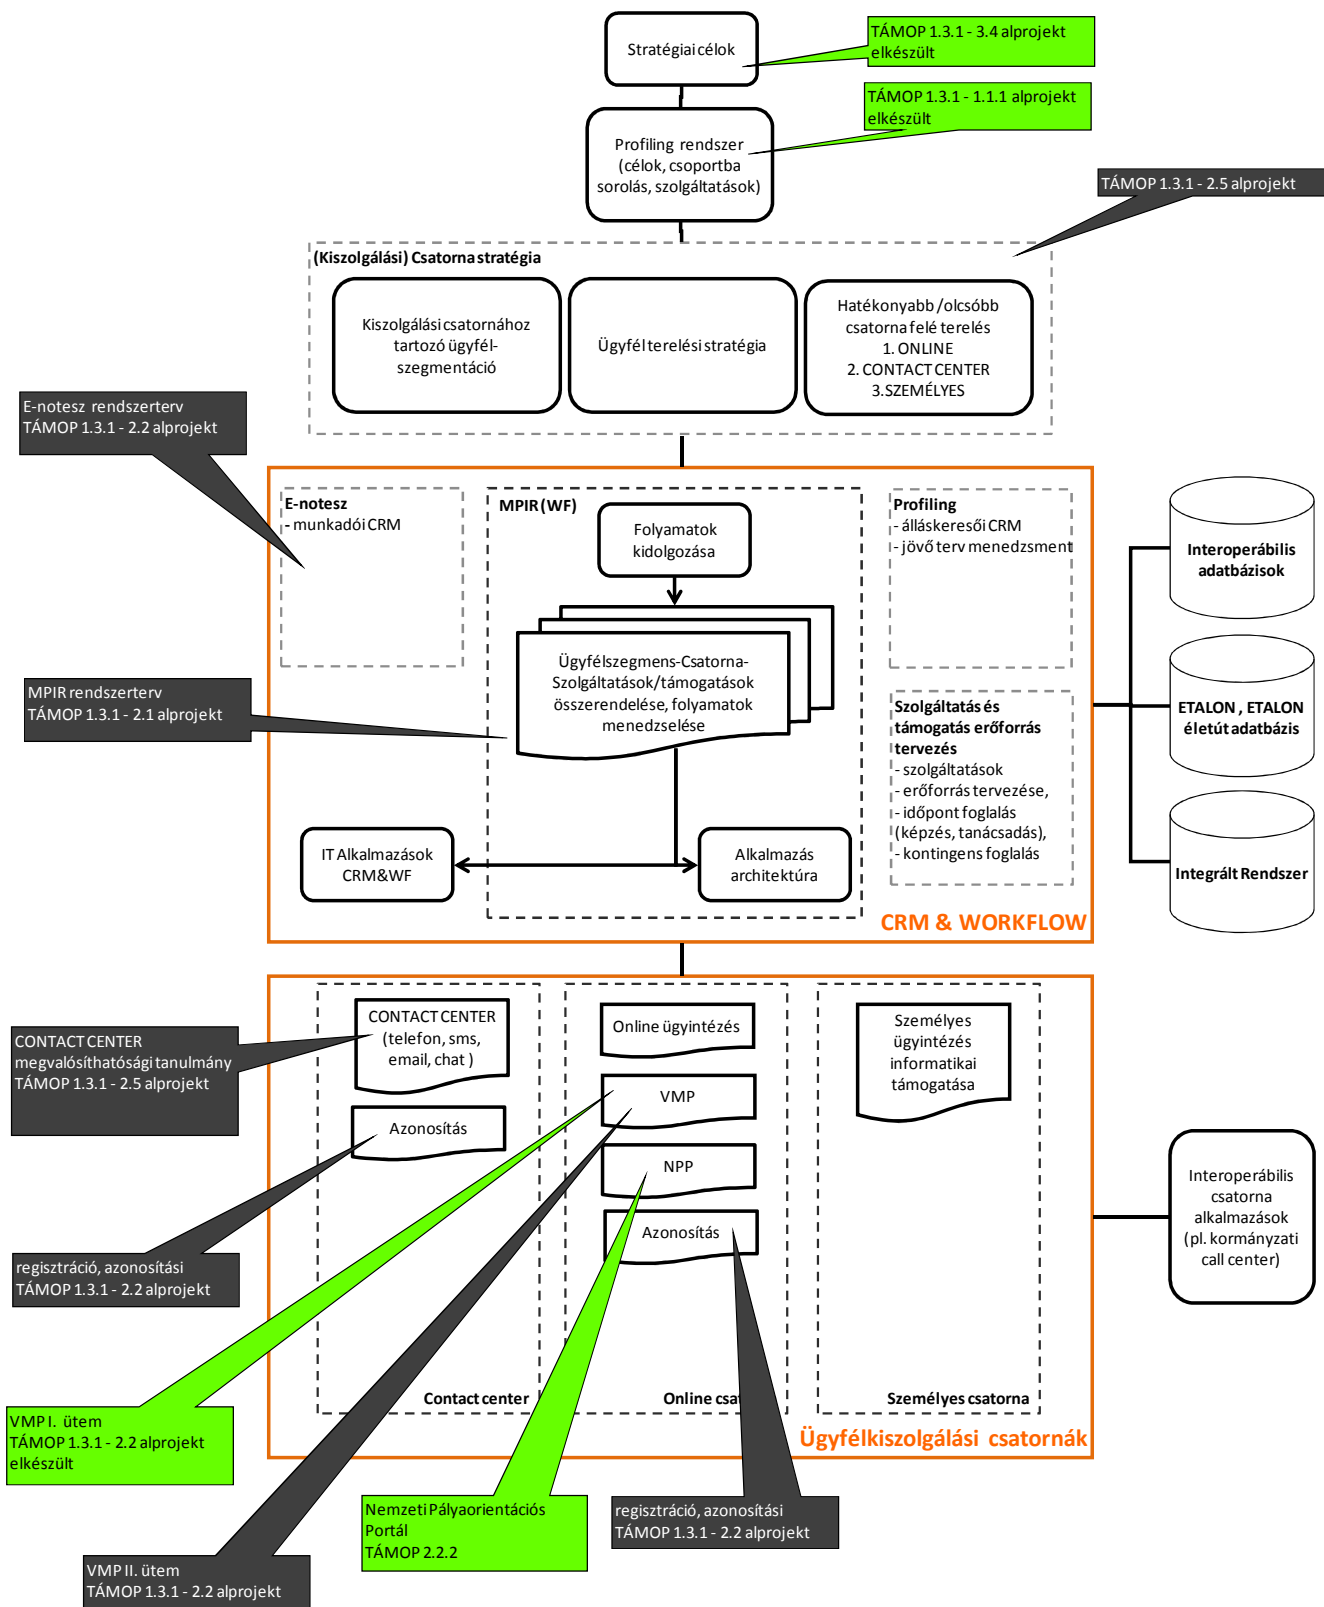 Stratégiai célok
TÁMOP 1.3.1 - 3.4 alprojekt
elkészült
TÁMOP 1.3.1 - 1.1.1 alprojekt
elkészült
Profiling rendszer
(célok, csoportba
sorolás, szolgáltatások)
TÁMOP 1.3.1 - 2.5 alprojekt
(Kiszolgálási) Csatorna stratégia
Kiszolgálási csatornához
tartozó ügyfél-
szegmentáció
Ügyfél terelési stratégia
Hatékonyabb /olcsóbb
csatorna felé terelés
1. ONLINE
2. CONTACT CENTER
3.SZEMÉLYES
E-notesz rendszerterv
TÁMOP 1.3.1 - 2.2 alprojekt
E-notesz
- munkadói CRM
MPIR (WF)
Folyamatok
kidolgozása
Profiling
- álláskeresői CRM
- jövő terv menedzsment
Interoperábilis
adatbázisok
Ügyfélszegmens-Csatorna-
Szolgáltatások/támogatások
összerendelése, folyamatok
menedzselése
MPIR rendszerterv
TÁMOP 1.3.1 - 2.1 alprojekt
Szolgáltatás és
támogatás erőforrás
tervezés
- szolgáltatások
- erőforrás tervezése,
- időpont foglalás
(képzés, tanácsadás),
- kontingens foglalás
ETALON , ETALON
életút adatbázis
IT Alkalmazások
CRM&WF
Alkalmazás
architektúra
Integrált Rendszer
CRM & WORKFLOW
CONTACT CENTER
(telefon, sms,
email, chat )
Online ügyintézés
Személyes
ügyintézés
informatikai
támogatása
CONTACT CENTER
megvalósíthatósági tanulmány
TÁMOP 1.3.1 - 2.5 alprojekt
VMP
Azonosítás
NPP
Azonosítás
Interoperábilis
csatorna
alkalmazások
(pl. kormányzati
call center)
regisztráció, azonosítási
TÁMOP 1.3.1 - 2.2 alprojekt
Contact center
Online csat
Személyes csatorna
Ügyfélkiszolgálási csatornák
VMP I. ütem
TÁMOP 1.3.1 - 2.2 alprojekt
elkészült
Nemzeti Pályaorientációs
Portál
TÁMOP 2.2.2
regisztráció, azonosítási
TÁMOP 1.3.1 - 2.2 alprojekt
VMP II. ütem
TÁMOP 1.3.1 - 2.2 alprojekt